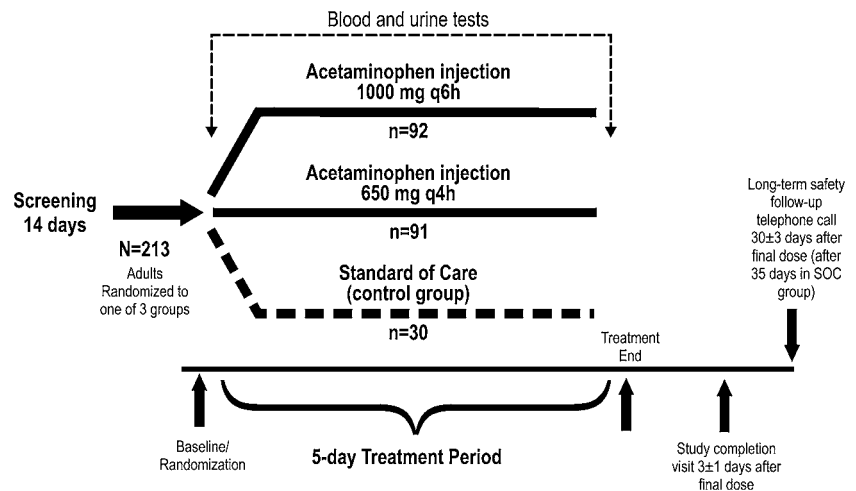 Blood and urine tests
Acetaminophen injection
1000 mg q6h
n=92
Acetaminophen injection
650 mg q4h
n=91
Screening
14 days
N=213
Adults
Randomized to
one of 3 groups
Standard of Care
(control group)
n=30
Long-term safety
follow-up
telephone call
30±3 days after
final dose (after
35 days in SOC
group)
Treatment
End
Baseline/
Randomization
5-day Treatment Period
Study completion
visit 3±1 days after
final dose